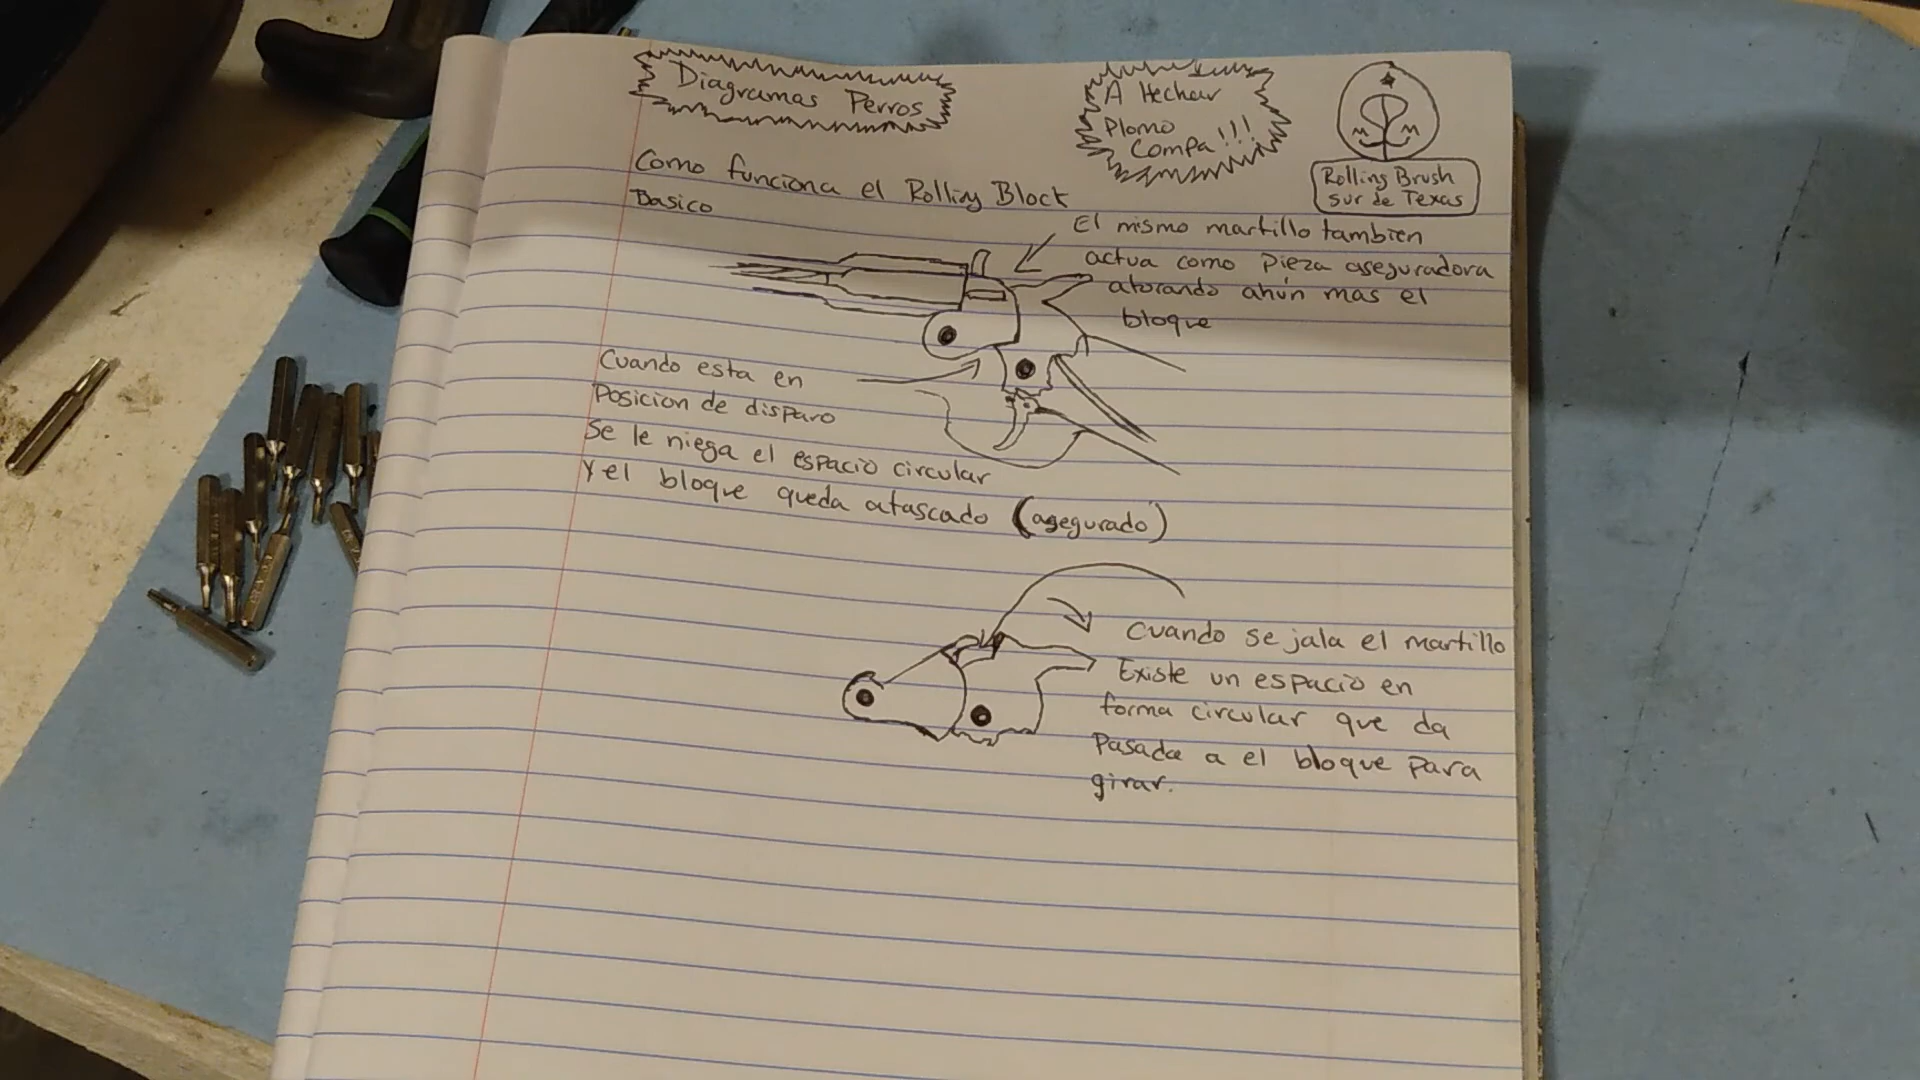 Diagramas Perros
A Hechar
Plomo
Compa!!!
Rolling Brush
sur de Texas
Como funciona el Rolling Block
Basico
El mismo martillo tambien
actua como Pieza aseguradora
atorando ahún mas el
bloque
Cuando esta en
Posicion de disparo
Se le niega el espacio circular
Y el bloque queda atascado (asegurado)
Cuando se jala el martillo
Existe un espacio en
forma circular que da
Pasada a el bloque para
girar.